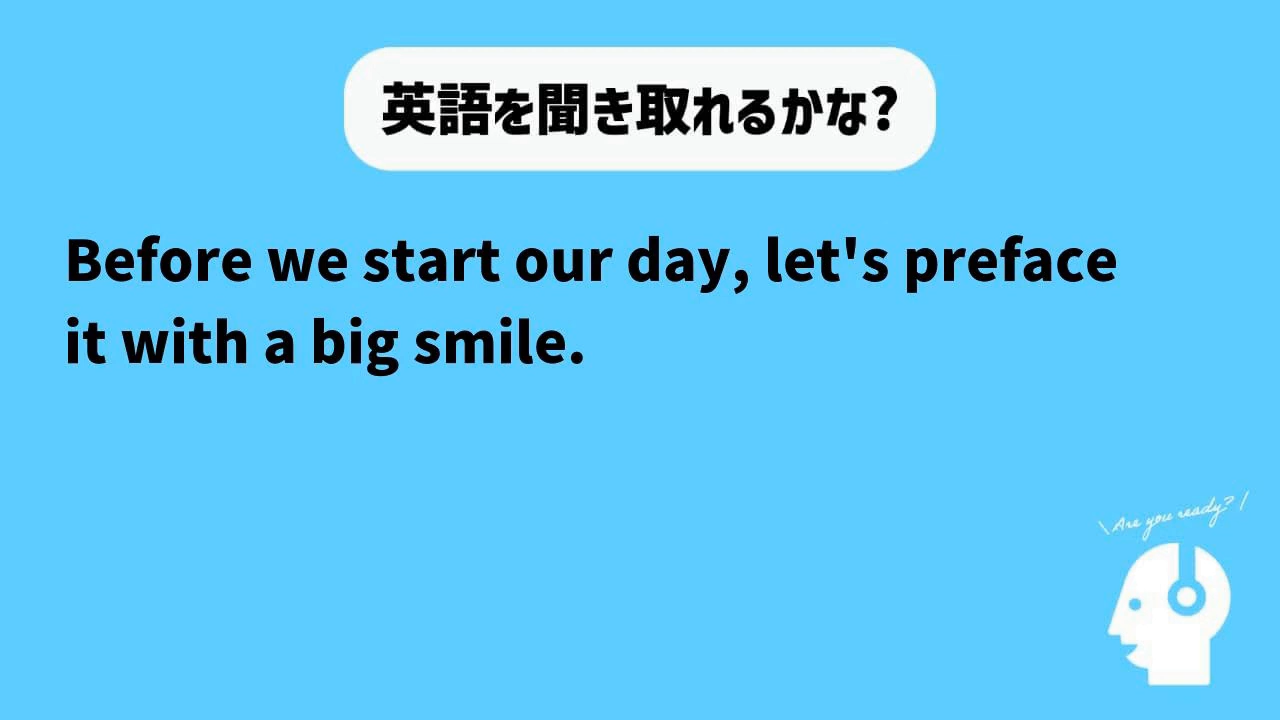 英語を聞き取れるかな?
Before we start our day, let's preface
it with a big smile.
\ Are you ready? /